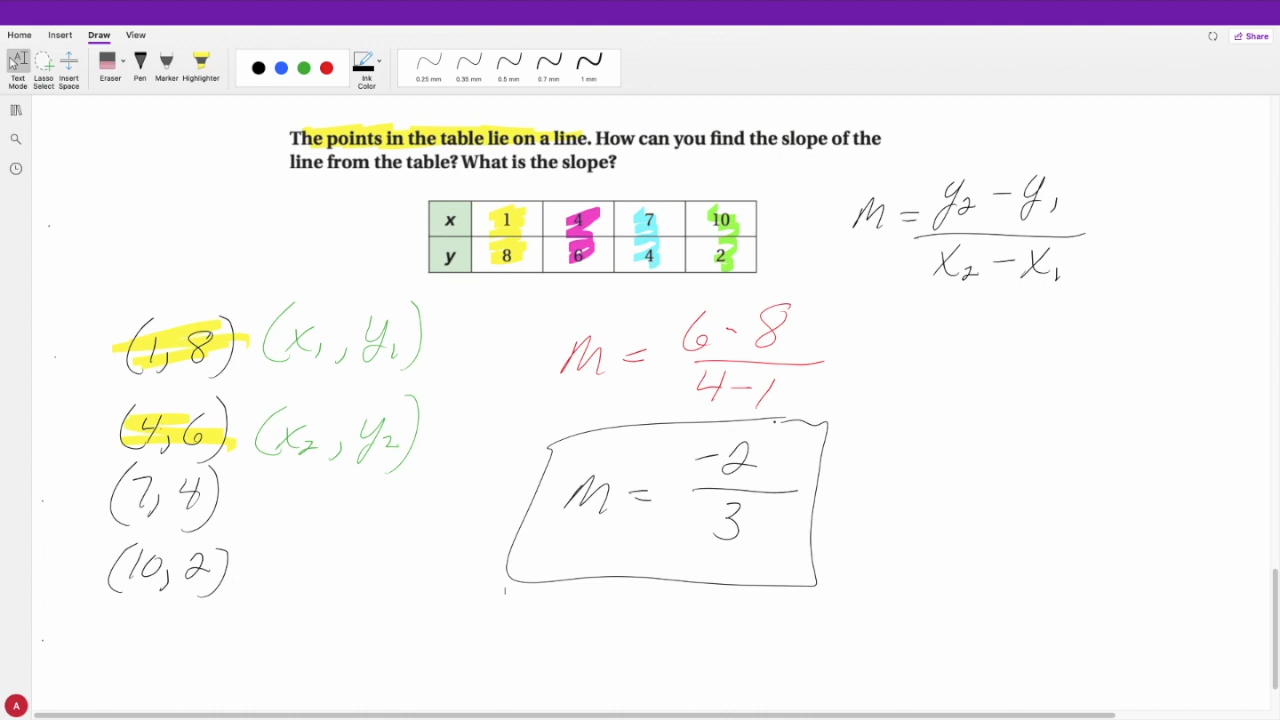 Home Insert Draw View
Share
Text Mode Lasso Select Insert Space Eraser Pen Marker Highlighter Ink Color 0.25 mm 0.35 mm 0.5 mm 0.7 mm 1 mm
The points in the table lie on a line. How can you find the slope of the
line from the table? What is the slope?
x 1 4 7 10
y 8 6 4 2
m = y₂ - y₁
x₂ - x₁
(1, 8) (x₁, y₁)
m = 6 - 8
4 - 1
(4, 6) (x₂, y₂)
m = -2
3
(7, 4)
(10, 2)
A